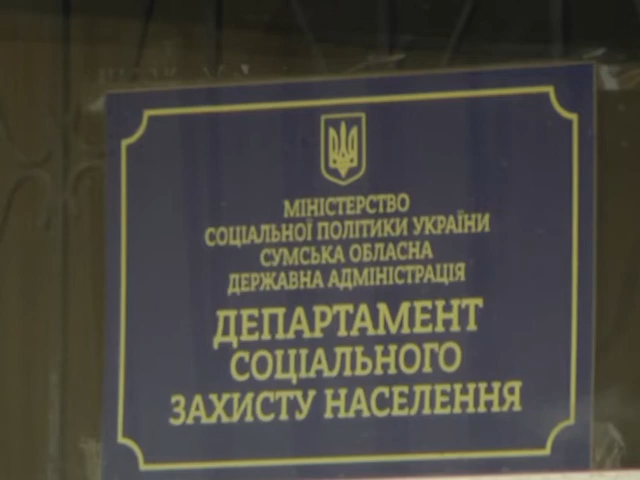 МІНІСТЕРСТВО
СОЦІАЛЬНОЇ ПОЛІТИКИ УКРАЇНИ
СУМСЬКА ОБЛАСНА
ДЕРЖАВНА АДМІНІСТРАЦІЯ
ДЕПАРТАМЕНТ
СОЦІАЛЬНОГО
ЗАХИСТУ НАСЕЛЕННЯ